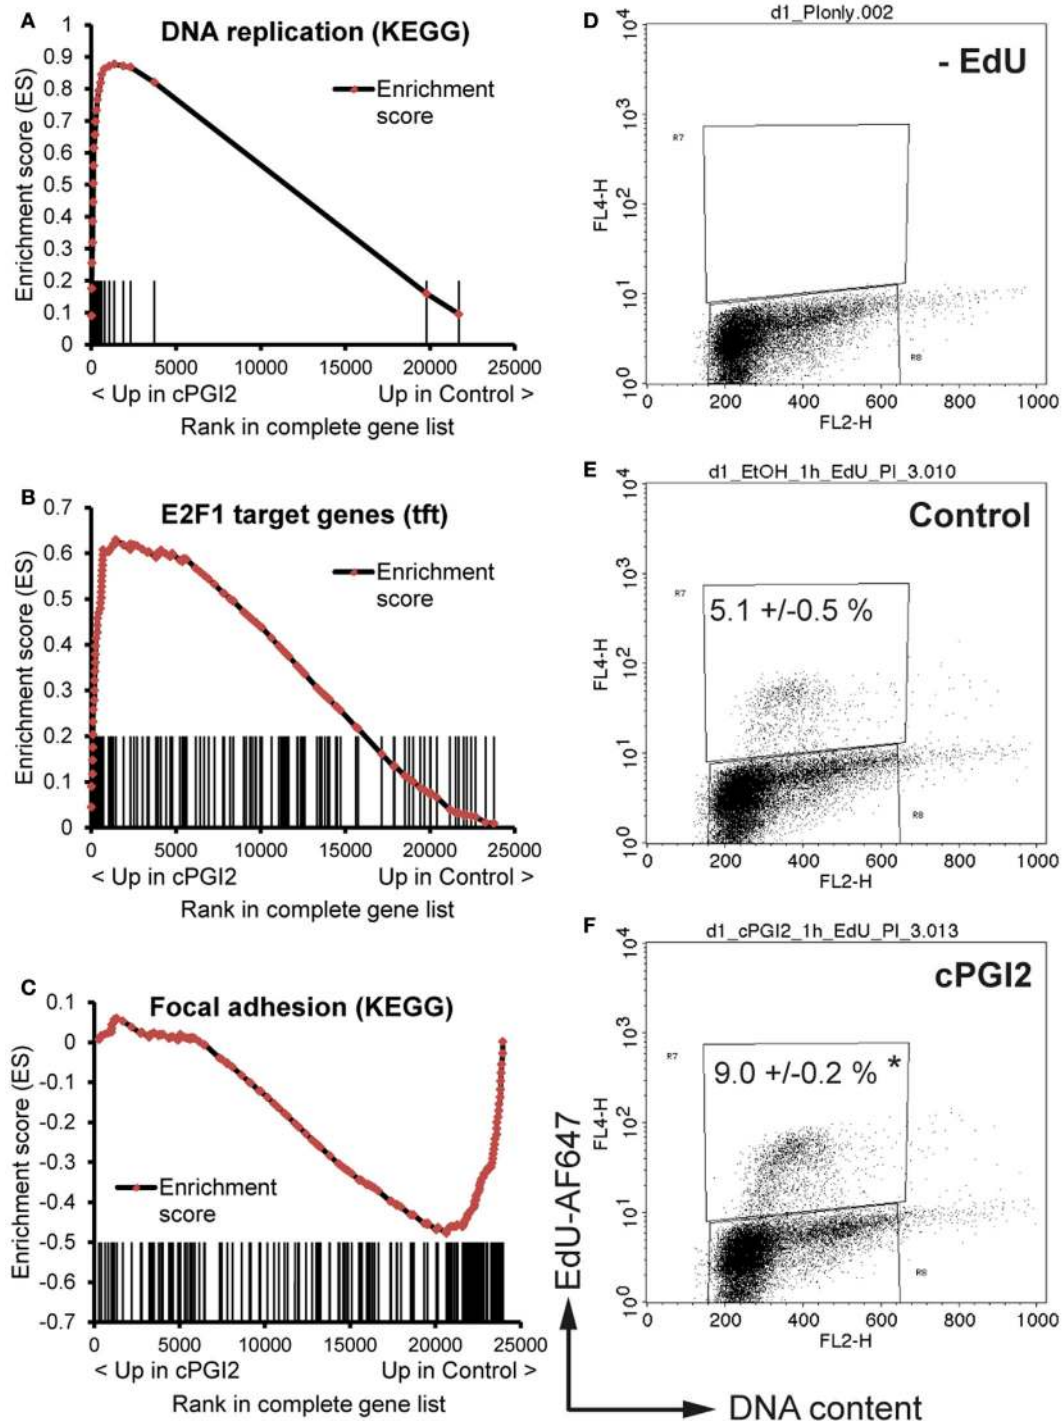 A
DNA replication (KEGG)
Enrichment score (ES)
1
0.9
0.8
0.7
0.6
0.5
0.4
0.3
0.2
0.1
0
Enrichment
score
0 5000 10000 15000 20000 25000
< Up in cPGI2 Up in Control >
Rank in complete gene list
B
E2F1 target genes (tft)
Enrichment score (ES)
0.7
0.6
0.5
0.4
0.3
0.2
0.1
0
Enrichment
score
0 5000 10000 15000 20000 25000
< Up in cPGI2 Up in Control >
Rank in complete gene list
C
Focal adhesion (KEGG)
Enrichment score (ES)
0.1
0
-0.1
-0.2
-0.3
-0.4
-0.5
-0.6
-0.7
Enrichment
score
0 5000 10000 15000 20000 25000
< Up in cPGI2 Up in Control >
Rank in complete gene list
D
d1_PIonly.002
- EdU
FL4-H
10^4
10^3
10^2
10^1
10^0
R7
R8
0 200 400 600 800 1000
FL2-H
E
d1_EtOH_1h_EdU_PI_3.010
Control
FL4-H
10^4
10^3
10^2
10^1
10^0
R7
5.1 +/-0.5 %
R8
0 200 400 600 800 1000
FL2-H
F
d1_cPGI2_1h_EdU_PI_3.013
cPGI2
FL4-H
10^4
10^3
10^2
10^1
10^0
R7
9.0 +/-0.2 % *
R8
0 200 400 600 800 1000
FL2-H
EdU-AF647
DNA content